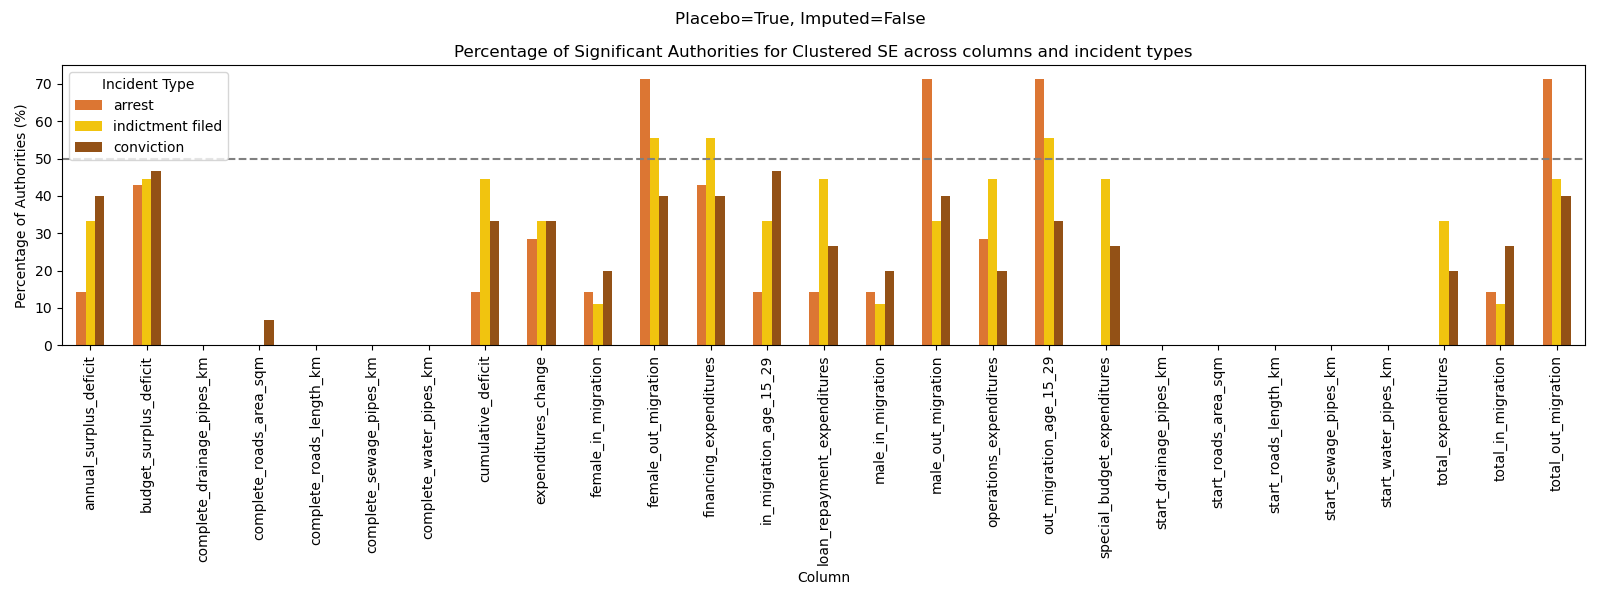 Placebo=True, Imputed=False
Percentage of Significant Authorities for Clustered SE across columns and incident types
Incident Type
arrest
indictment filed
conviction
Percentage of Authorities (%)
70
60
50
40
30
20
10
0
annual_surplus_deficit
budget_surplus_deficit
complete_drainage_pipes_km
complete_roads_area_sqm
complete_roads_length_km
complete_sewage_pipes_km
complete_water_pipes_km
cumulative_deficit
expenditures_change
female_in_migration
female_out_migration
financing_expenditures
in_migration_age_15_29
loan_repayment_expenditures
male_in_migration
male_out_migration
operations_expenditures
out_migration_age_15_29
special_budget_expenditures
start_drainage_pipes_km
start_roads_area_sqm
start_roads_length_km
start_sewage_pipes_km
start_water_pipes_km
total_expenditures
total_in_migration
total_out_migration
Column